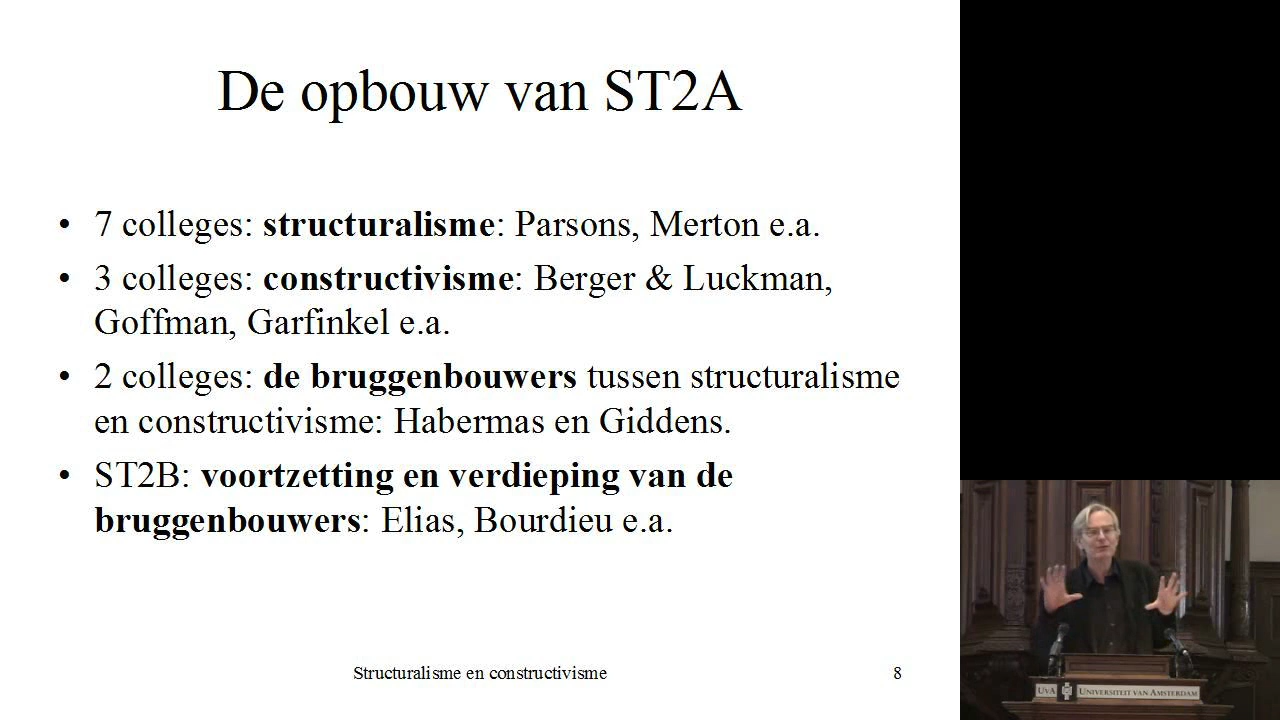 De opbouw van ST2A
• 7 colleges: structuralisme: Parsons, Merton e.a.
• 3 colleges: constructivisme: Berger & Luckman,
Goffman, Garfinkel e.a.
• 2 colleges: de bruggenbouwers tussen structuralisme
en constructivisme: Habermas en Giddens.
• ST2B: voortzetting en verdieping van de
bruggenbouwers: Elias, Bourdieu e.a.
Structuralisme en constructivisme
8
UvA UNIVERSITEIT VAN AMSTERDAM